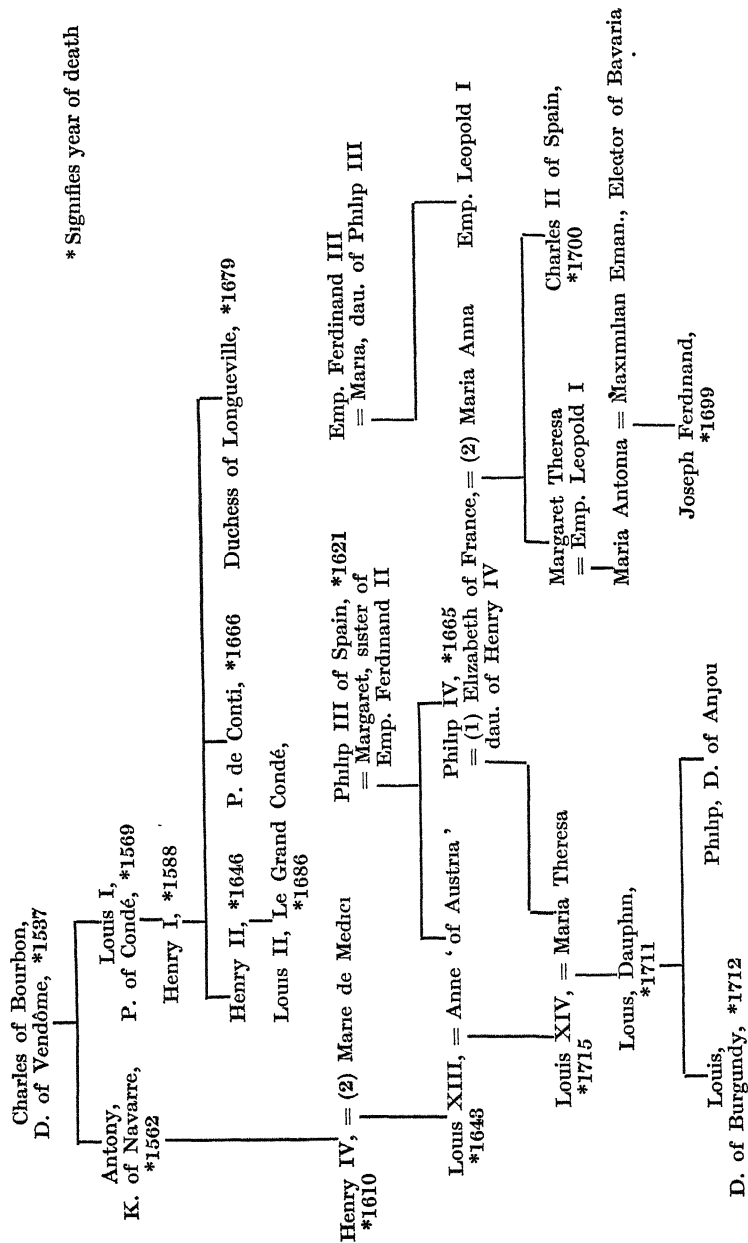 * Signifies year of death
Charles of Bourbon,
D. of Vendôme, *1537
Antony,
K. of Navarre,
*1562
Louis I,
P. of Condé, *1569
Henry I, *1588
Henry II, *1646
P. de Conti, *1666
Duchess of Longueville, *1679
Louis II, Le Grand Condé,
*1686
Henry IV, = (2) Marie de Medici
*1610
Philip III of Spain, *1621
= Margaret, sister of
Emp. Ferdinand II
Emp. Ferdinand III
= Maria, dau. of Philip III
Louis XIII, = Anne ‘ of Austria ’
*1643
Philip IV, *1665
= (1) Elizabeth of France, = (2) Maria Anna
dau. of Henry IV
Emp. Leopold I
Louis XIV, = Maria Theresa
*1715
Margaret Theresa
= Emp. Leopold I
Charles II of Spain,
*1700
Maria Antonia = Maximilian Eman., Eleator of Bavaria
Louis, Dauphin,
*1711
Joseph Ferdinand,
*1699
Louis,
D. of Burgundy, *1712
Philip, D. of Anjou